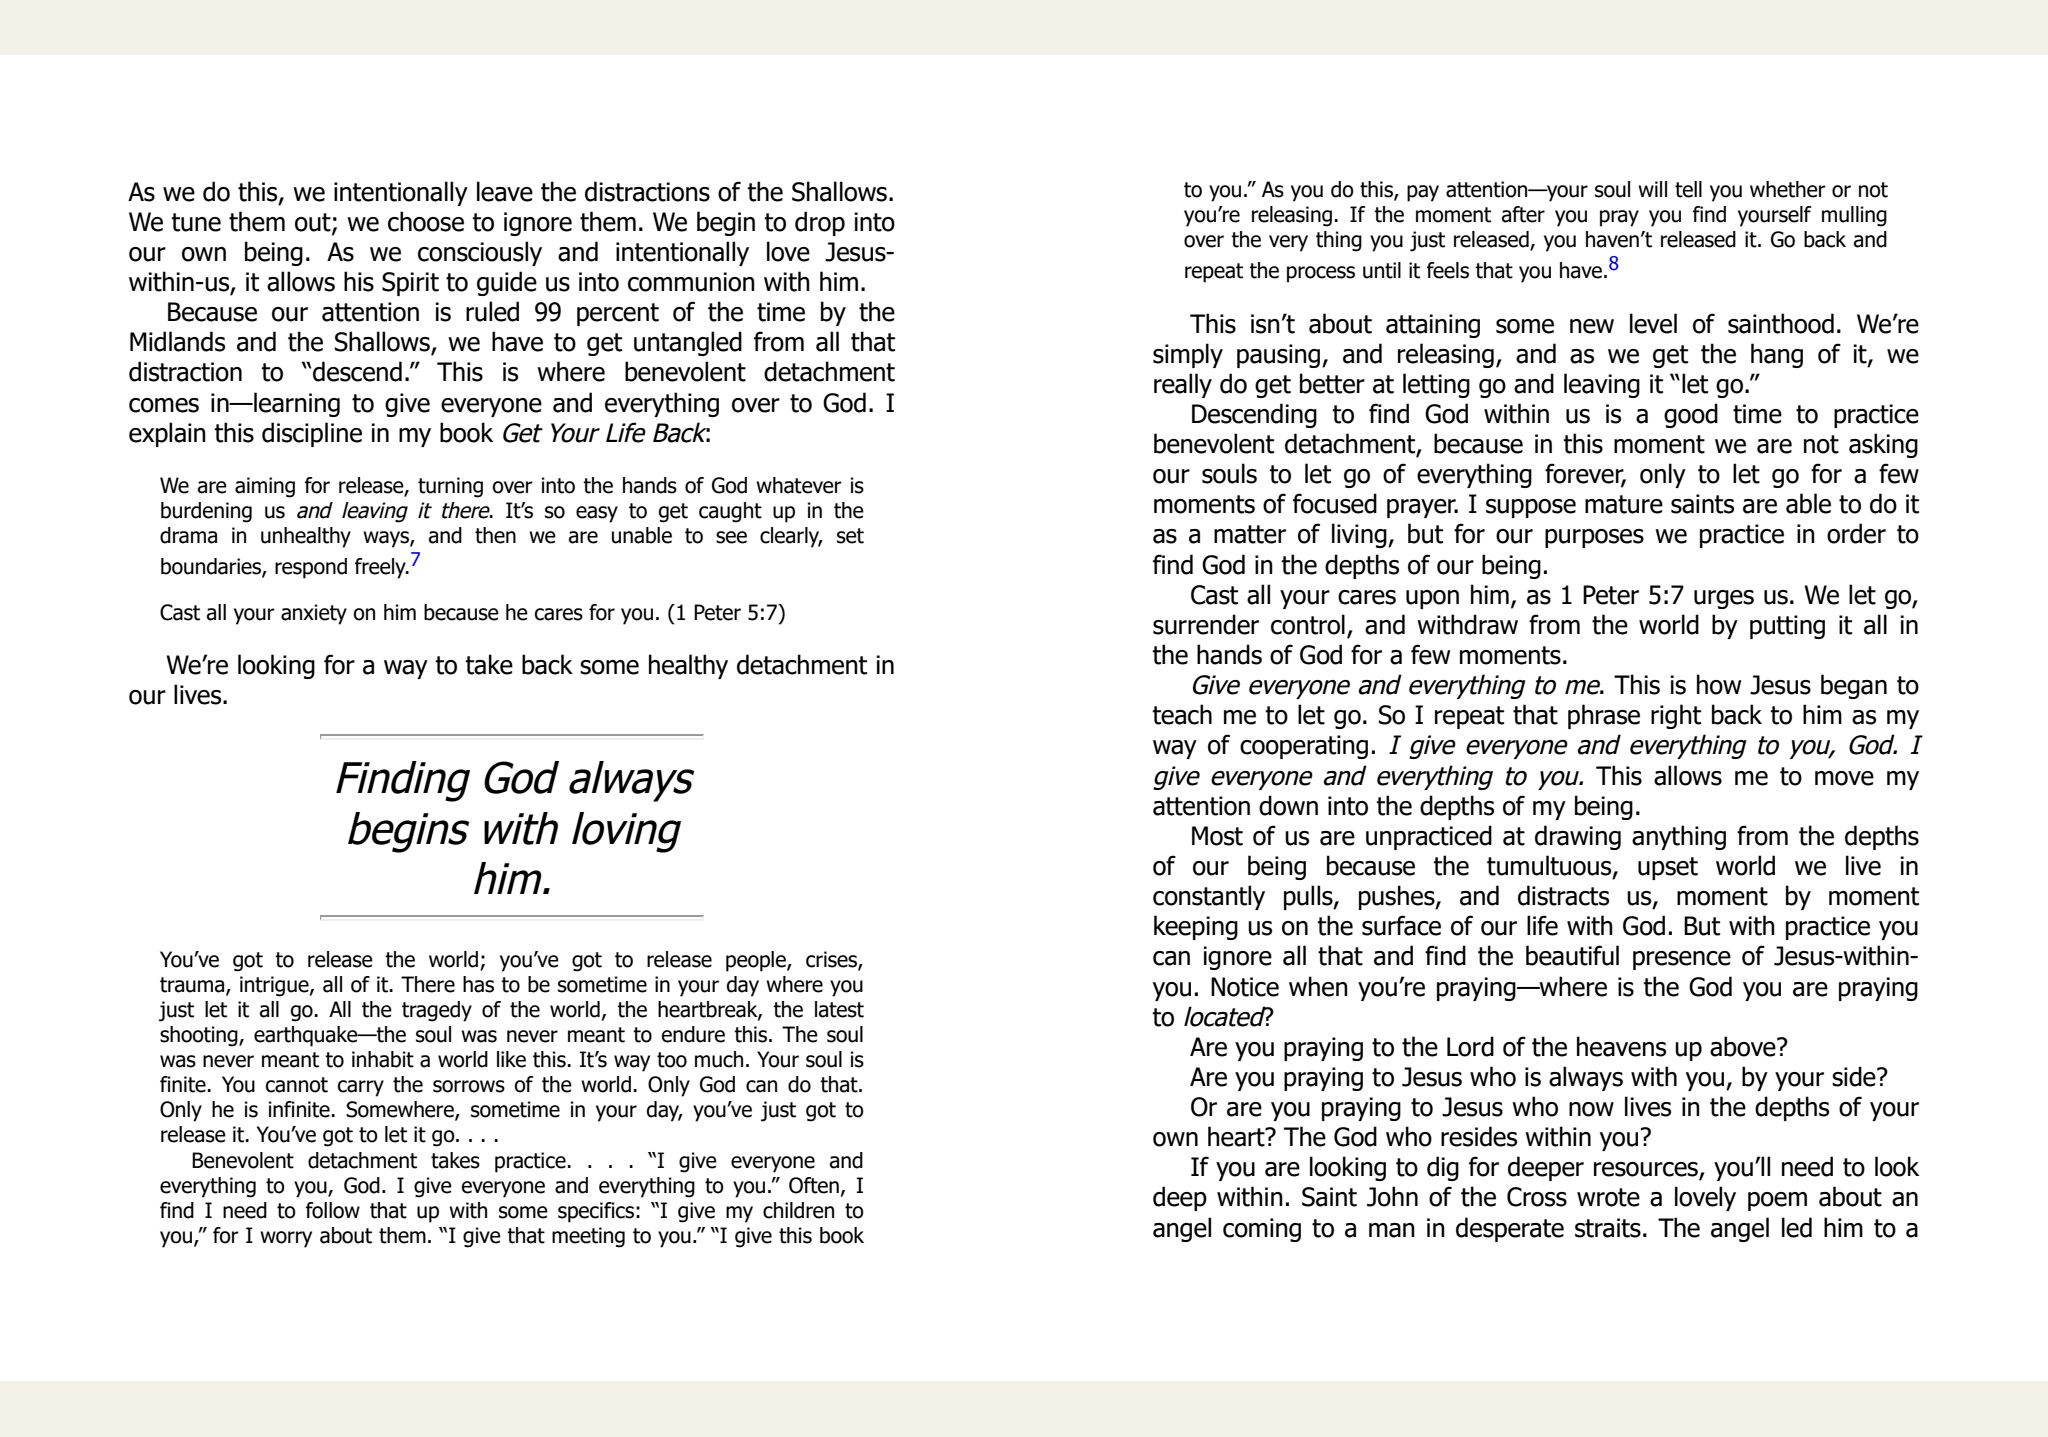 As we do this, we intentionally leave the distractions of the Shallows.
We tune them out; we choose to ignore them. We begin to drop into
our own being. As we consciously and intentionally love Jesus-
within-us, it allows his Spirit to guide us into communion with him.
Because our attention is ruled 99 percent of the time by the
Midlands and the Shallows, we have to get untangled from all that
distraction to “descend.” This is where benevolent detachment
comes in—learning to give everyone and everything over to God. I
explain this discipline in my book Get Your Life Back:
We are aiming for release, turning over into the hands of God whatever is
burdening us and leaving it there. It’s so easy to get caught up in the
drama in unhealthy ways, and then we are unable to see clearly, set
boundaries, respond freely.7
Cast all your anxiety on him because he cares for you. (1 Peter 5:7)
We’re looking for a way to take back some healthy detachment in
our lives.
Finding God always
begins with loving
him.
You’ve got to release the world; you’ve got to release people, crises,
trauma, intrigue, all of it. There has to be sometime in your day where you
just let it all go. All the tragedy of the world, the heartbreak, the latest
shooting, earthquake—the soul was never meant to endure this. The soul
was never meant to inhabit a world like this. It’s way too much. Your soul is
finite. You cannot carry the sorrows of the world. Only God can do that.
Only he is infinite. Somewhere, sometime in your day, you’ve just got to
release it. You’ve got to let it go. . . .
Benevolent detachment takes practice. . . . “I give everyone and
everything to you, God. I give everyone and everything to you.” Often, I
find I need to follow that up with some specifics: “I give my children to
you,” for I worry about them. “I give that meeting to you.” “I give this book
to you.” As you do this, pay attention—your soul will tell you whether or not
you’re releasing. If the moment after you pray you find yourself mulling
over the very thing you just released, you haven’t released it. Go back and
repeat the process until it feels that you have.8
This isn’t about attaining some new level of sainthood. We’re
simply pausing, and releasing, and as we get the hang of it, we
really do get better at letting go and leaving it “let go.”
Descending to find God within us is a good time to practice
benevolent detachment, because in this moment we are not asking
our souls to let go of everything forever, only to let go for a few
moments of focused prayer. I suppose mature saints are able to do it
as a matter of living, but for our purposes we practice in order to
find God in the depths of our being.
Cast all your cares upon him, as 1 Peter 5:7 urges us. We let go,
surrender control, and withdraw from the world by putting it all in
the hands of God for a few moments.
Give everyone and everything to me. This is how Jesus began to
teach me to let go. So I repeat that phrase right back to him as my
way of cooperating. I give everyone and everything to you, God. I
give everyone and everything to you. This allows me to move my
attention down into the depths of my being.
Most of us are unpracticed at drawing anything from the depths
of our being because the tumultuous, upset world we live in
constantly pulls, pushes, and distracts us, moment by moment
keeping us on the surface of our life with God. But with practice you
can ignore all that and find the beautiful presence of Jesus-within-
you. Notice when you’re praying—where is the God you are praying
to located?
Are you praying to the Lord of the heavens up above?
Are you praying to Jesus who is always with you, by your side?
Or are you praying to Jesus who now lives in the depths of your
own heart? The God who resides within you?
If you are looking to dig for deeper resources, you’ll need to look
deep within. Saint John of the Cross wrote a lovely poem about an
angel coming to a man in desperate straits. The angel led him to a